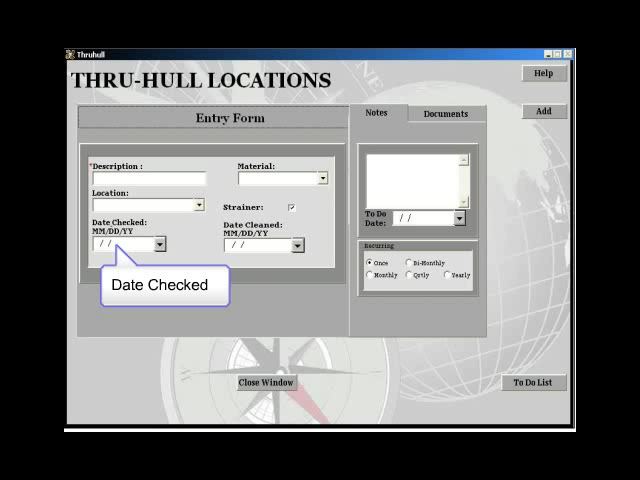 Thruhull
THRU-HULL LOCATIONS
Help
Entry Form
Notes
Documents
Add
*Description :
Material:
Location:
Strainer:
Date Checked:
MM/DD/YY
/ /
Date Cleaned:
MM/DD/YY
/ /
To Do
Date:
/ /
Recurring
Once
Bi-Monthly
Monthly
Qrtly
Yearly
Date Checked
Close Window
To Do List